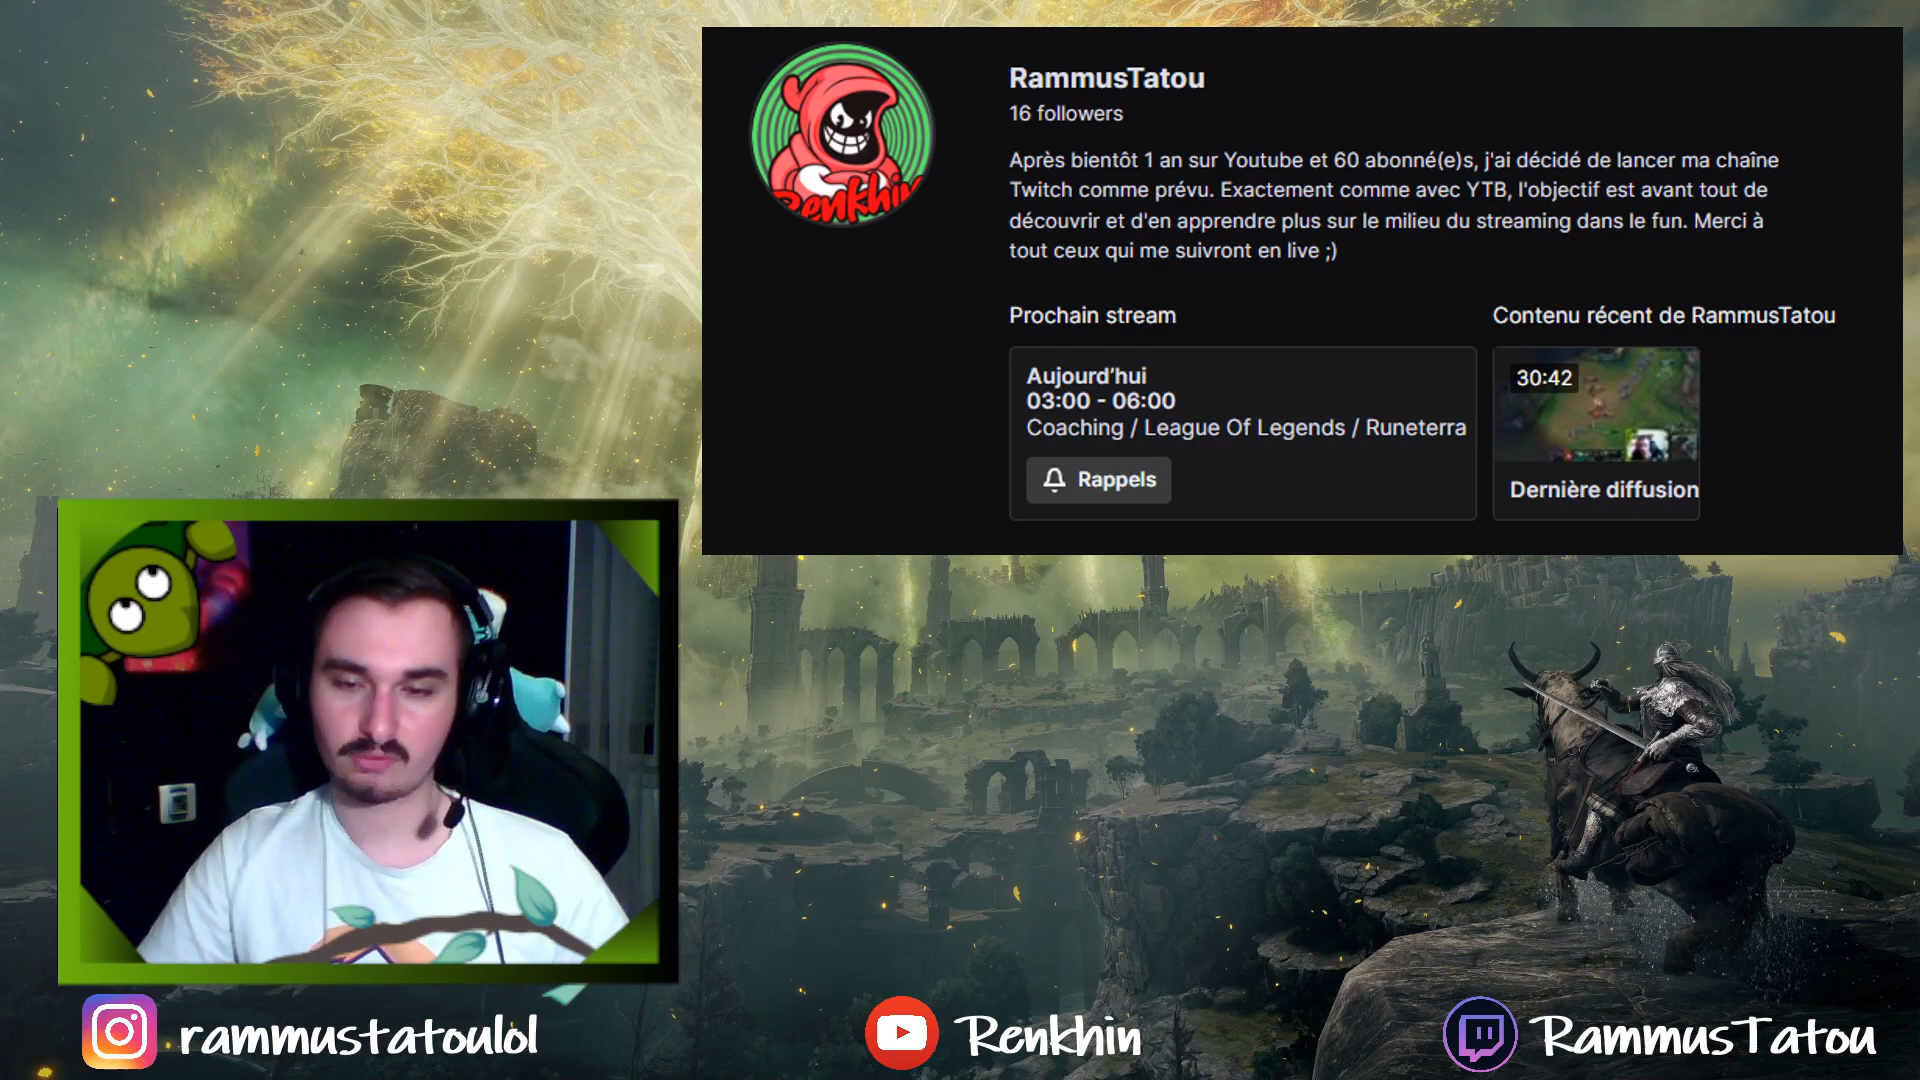 RammusTatou
16 followers
Après bientôt 1 an sur Youtube et 60 abonné(e)s, j'ai décidé de lancer ma chaîne
Twitch comme prévu. Exactement comme avec YTB, l'objectif est avant tout de
découvrir et d'en apprendre plus sur le milieu du streaming dans le fun. Merci à
tout ceux qui me suivront en live ;)
Renkhin
Prochain stream
Aujourd'hui
03:00 - 06:00
Coaching / League Of Legends / Runeterra
Rappels
Contenu récent de RammusTatou
30:42
Dernière diffusion
rammustatoulol
Renkhin
RammusTatou